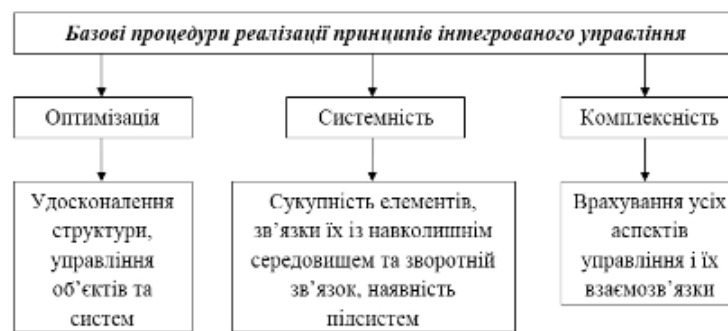 Базові процедури реалізації принципів інтегрованого управління
Оптимізація
Системність
Комплексність
Удосконалення
структури,
управління
об’єктів та
систем
Сукупність елементів,
зв’язки їх із навколишнім
середовищем та зворотній
зв’язок, наявність
підсистем
Врахування усіх
аспектів
управління і їх
взаємозв’язки